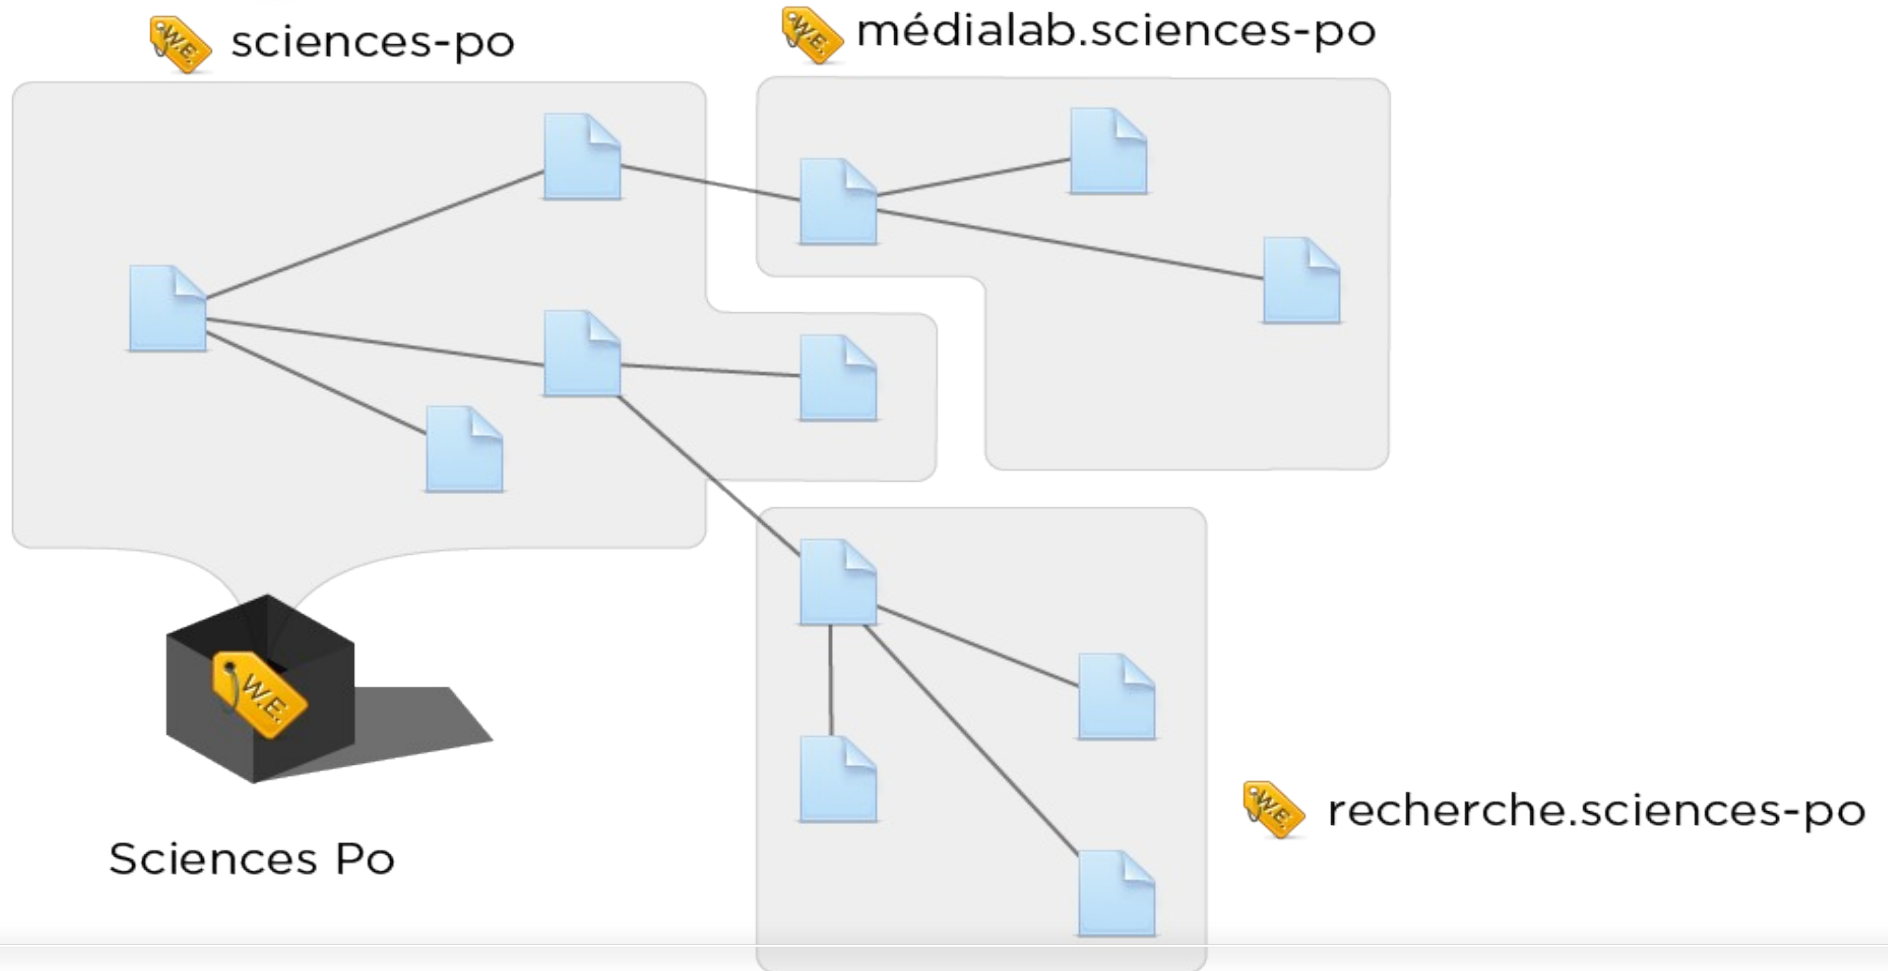 W.E. sciences-po
W.E. médialab.sciences-po
W.E.
Sciences Po
W.E. recherche.sciences-po